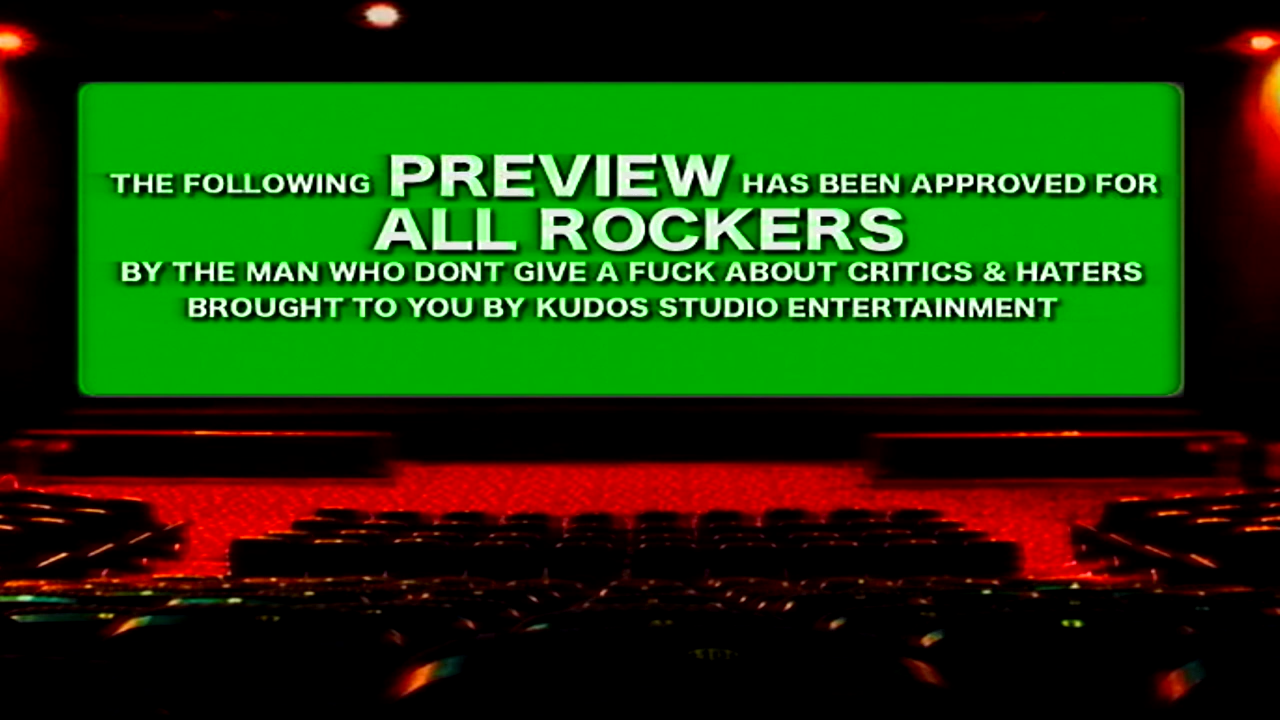 THE FOLLOWING PREVIEW HAS BEEN APPROVED FOR
ALL ROCKERS
BY THE MAN WHO DONT GIVE A FUCK ABOUT CRITICS & HATERS
BROUGHT TO YOU BY KUDOS STUDIO ENTERTAINMENT